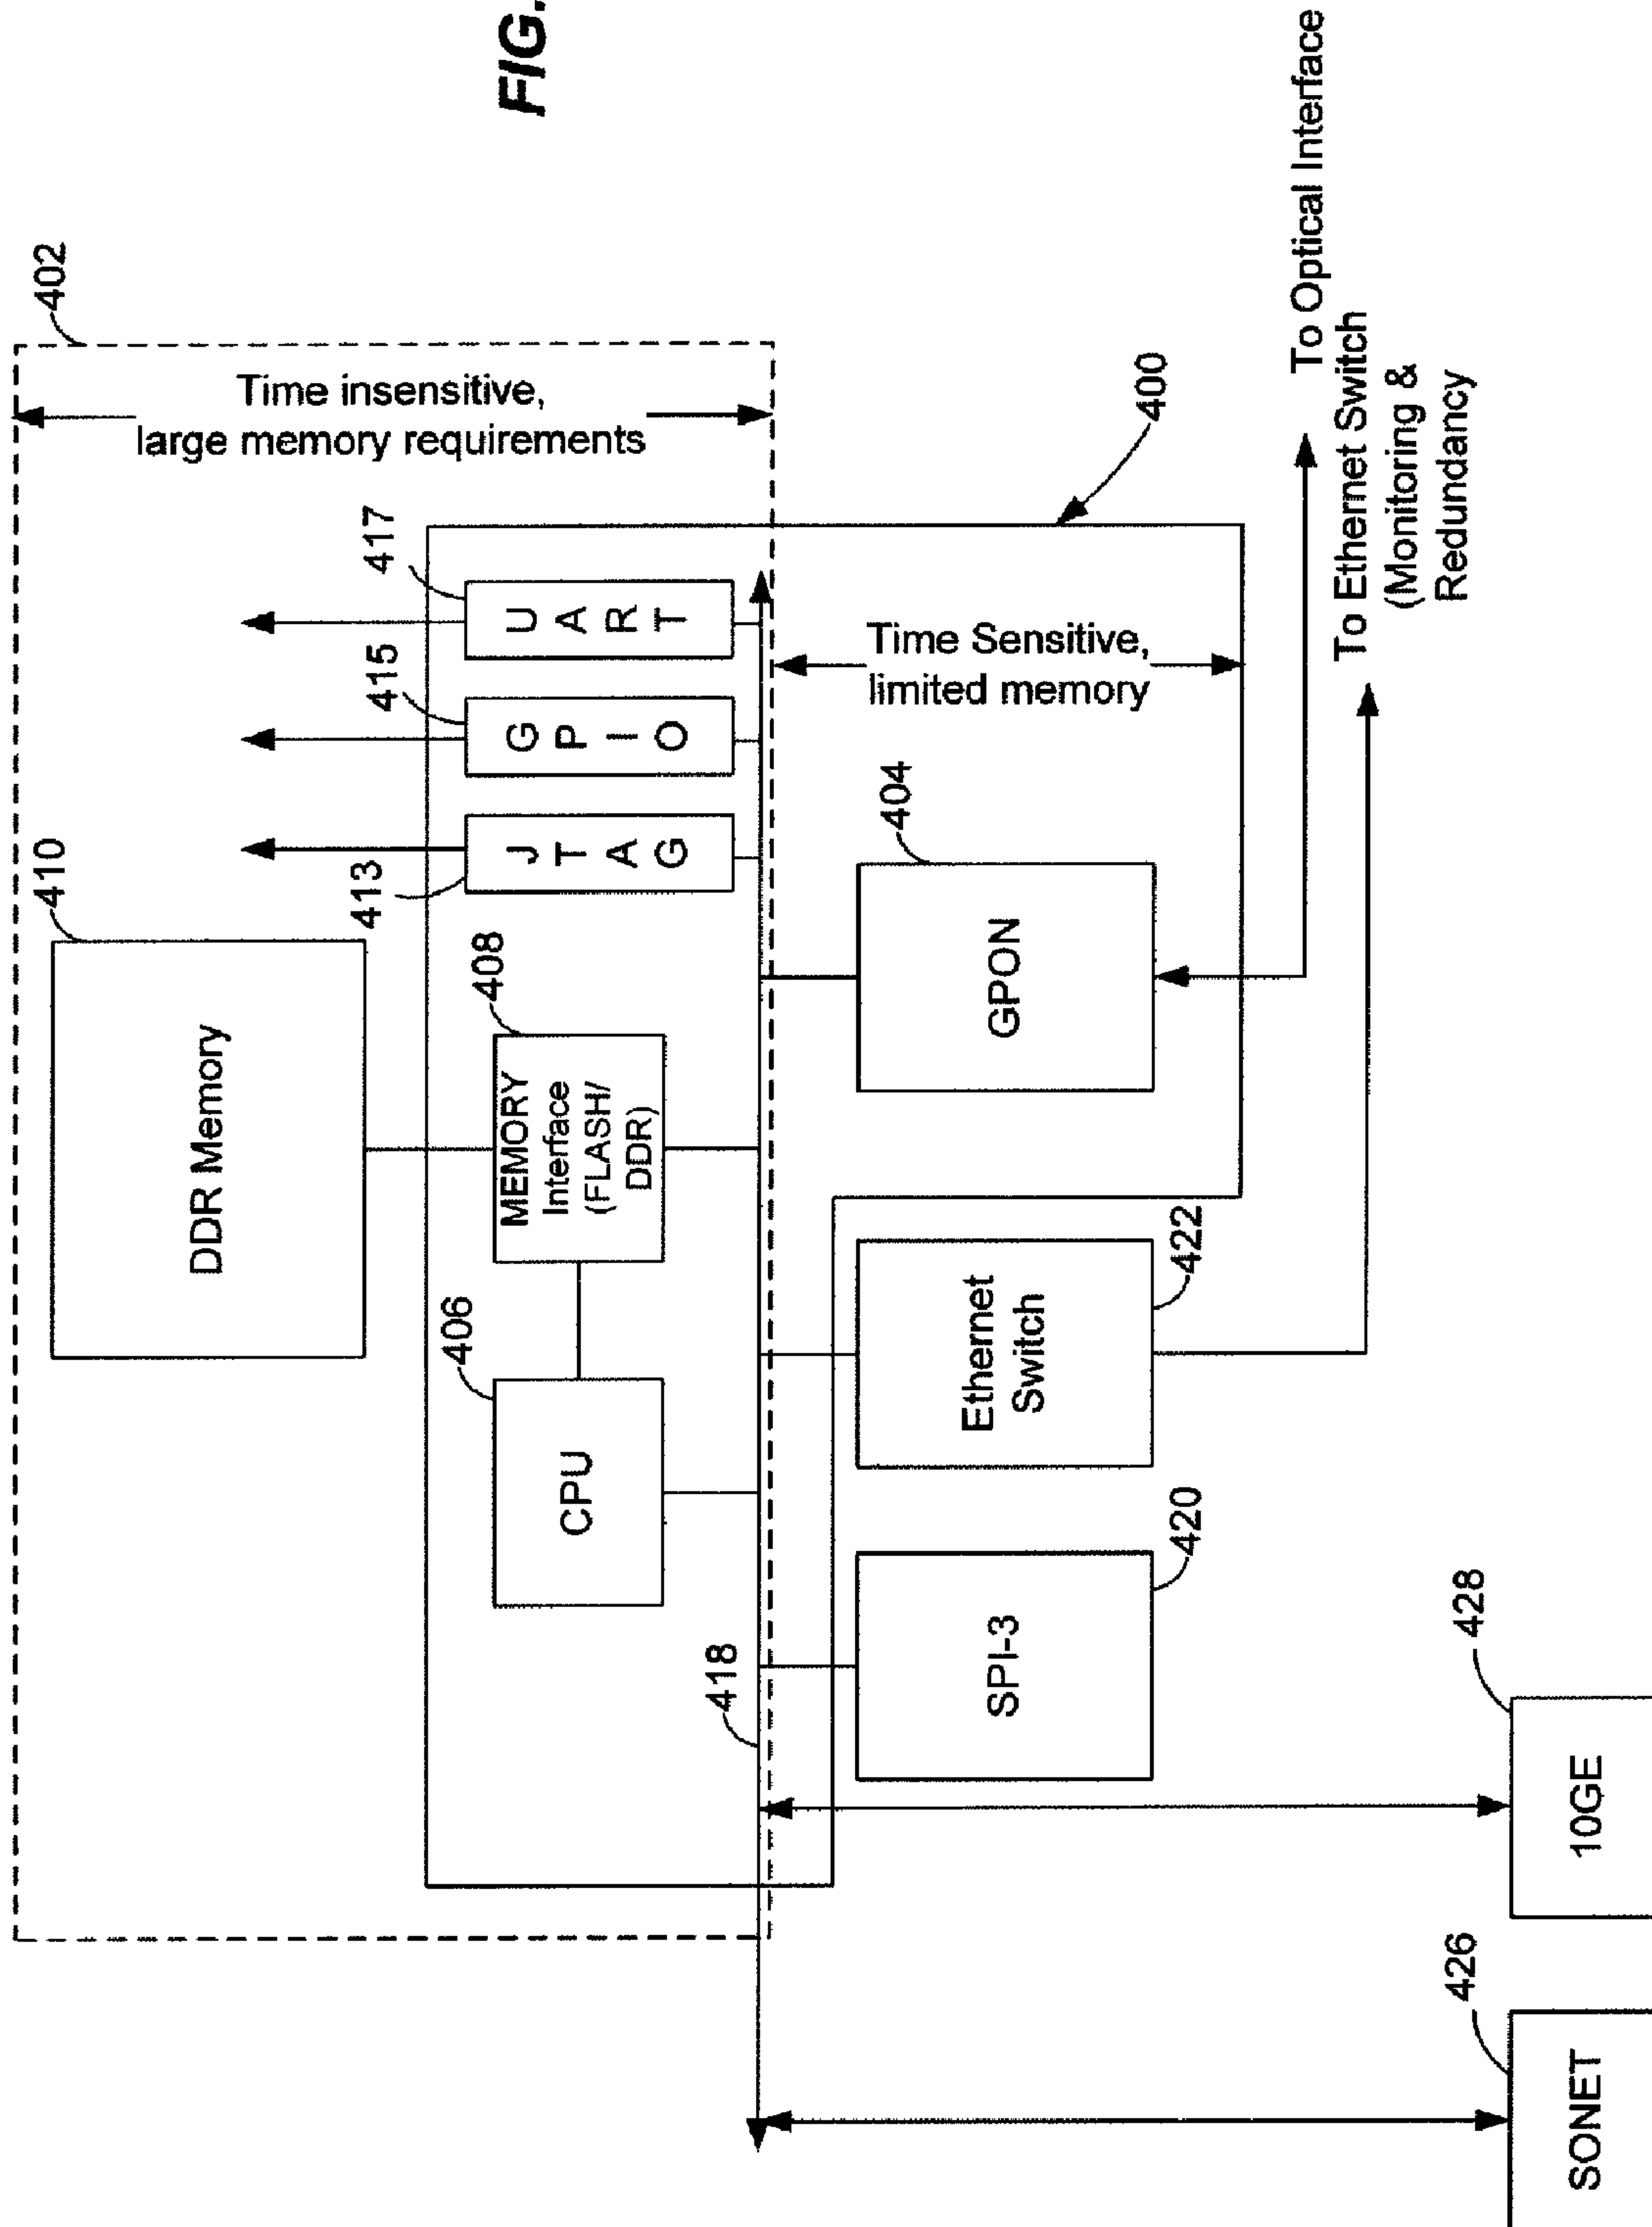 FIG.
402
Time insensitive,
large memory requirements
410
DDR Memory
417
U
A
R
T
415
G
P
I
O
413
J
T
A
G
408
MEMORY
Interface
(FLASH/
DDR)
406
CPU
418
400
Time Sensitive,
limited memory
404
GPON
422
Ethernet
Switch
420
SPI-3
To Optical Interface
To Ethernet Switch
(Monitoring &
Redundancy
428
10GE
426
SONET